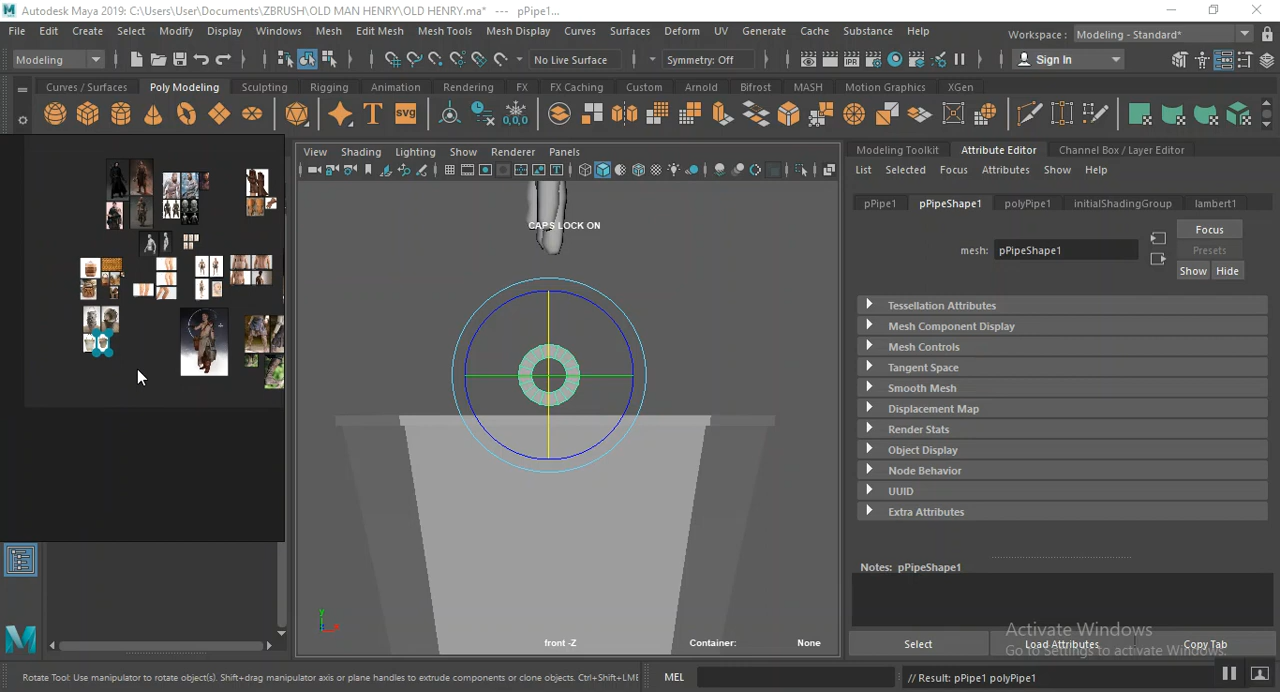 Autodesk Maya 2019: C:\Users\User\Documents\ZBRUSH\OLD MAN HENRY\OLD HENRY.ma* --- pPipe1...
File Edit Create Select Modify Display Windows Mesh Edit Mesh Mesh Tools Mesh Display Curves Surfaces Deform UV Generate Cache Substance Help
Workspace : Modeling - Standard*
Modeling No Live Surface Symmetry: Off Sign In
Curves / Surfaces Poly Modeling Sculpting Rigging Animation Rendering FX FX Caching Custom Arnold Bifrost MASH Motion Graphics XGen
T svg 0,0,0
View Shading Lighting Show Renderer Panels
Modeling Toolkit Attribute Editor Channel Box / Layer Editor
List Selected Focus Attributes Show Help
pPipe1 pPipeShape1 polyPipe1 initialShadingGroup lambert1
CAPS LOCK ON
mesh: pPipeShape1
Focus
Presets
Show Hide
Tessellation Attributes
Mesh Component Display
Mesh Controls
Tangent Space
Smooth Mesh
Displacement Map
Render Stats
Object Display
Node Behavior
UUID
Extra Attributes
Notes: pPipeShape1
y
front -Z Container: None
Activate Windows
Go to Settings to activate Windows.
Select Load Attributes Copy Tab
Rotate Tool: Use manipulator to rotate object(s). Shift+drag manipulator axis or plane handles to extrude components or clone objects. Ctrl+Shift+LME
MEL // Result: pPipe1 polyPipe1